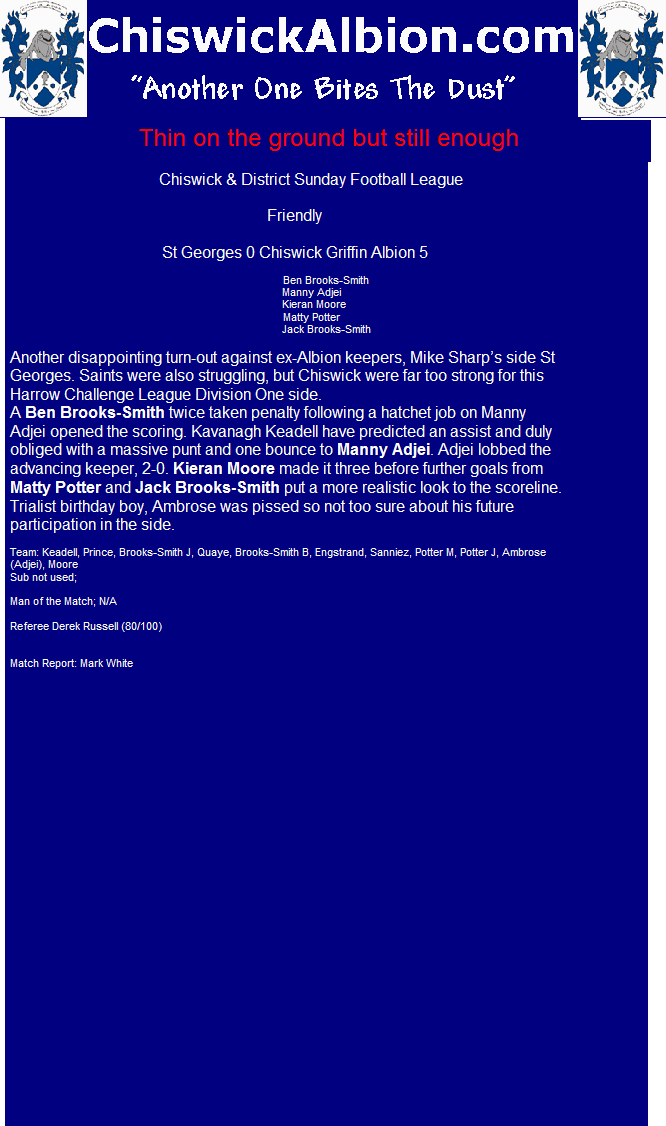 ChiswickAlbion.com
“Another One Bites The Dust”
Thin on the ground but still enough
Chiswick & District Sunday Football League
Friendly
St Georges 0 Chiswick Griffin Albion 5
Ben Brooks-Smith
Manny Adjei
Kieran Moore
Matty Potter
Jack Brooks-Smith
Another disappointing turn-out against ex-Albion keepers, Mike Sharp’s side St
Georges. Saints were also struggling, but Chiswick were far too strong for this
Harrow Challenge League Division One side.
A Ben Brooks-Smith twice taken penalty following a hatchet job on Manny
Adjei opened the scoring. Kavanagh Keadell have predicted an assist and duly
obliged with a massive punt and one bounce to Manny Adjei. Adjei lobbed the
advancing keeper, 2-0. Kieran Moore made it three before further goals from
Matty Potter and Jack Brooks-Smith put a more realistic look to the scoreline.
Trialist birthday boy, Ambrose was pissed so not too sure about his future
participation in the side.
Team: Keadell, Prince, Brooks-Smith J, Quaye, Brooks-Smith B, Engstrand, Sanniez, Potter M, Potter J, Ambrose
(Adjei), Moore
Sub not used;
Man of the Match; N/A
Referee Derek Russell (80/100)
Match Report: Mark White